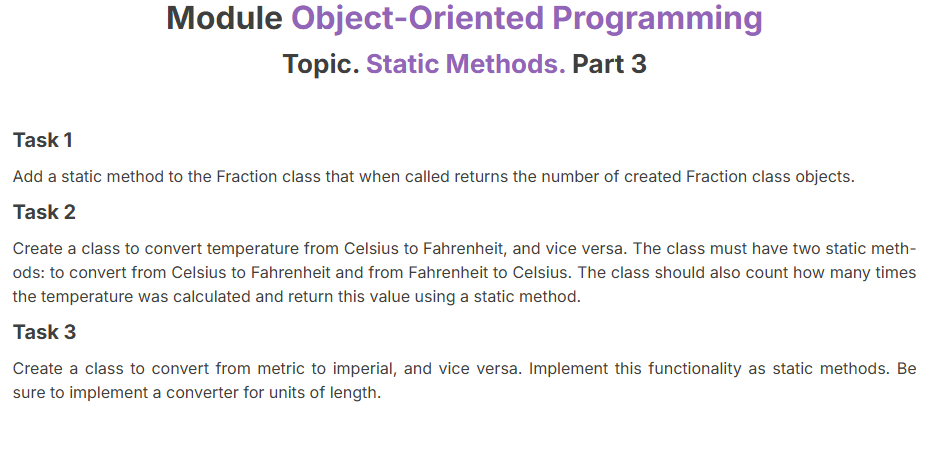 Module Object-Oriented Programming
Topic. Static Methods. Part 3
Task 1
Add a static method to the Fraction class that when called returns the number of created Fraction class objects.
Task 2
Create a class to convert temperature from Celsius to Fahrenheit, and vice versa. The class must have two static meth-
ods: to convert from Celsius to Fahrenheit and from Fahrenheit to Celsius. The class should also count how many times
the temperature was calculated and return this value using a static method.
Task 3
Create a class to convert from metric to imperial, and vice versa. Implement this functionality as static methods. Be
sure to implement a converter for units of length.